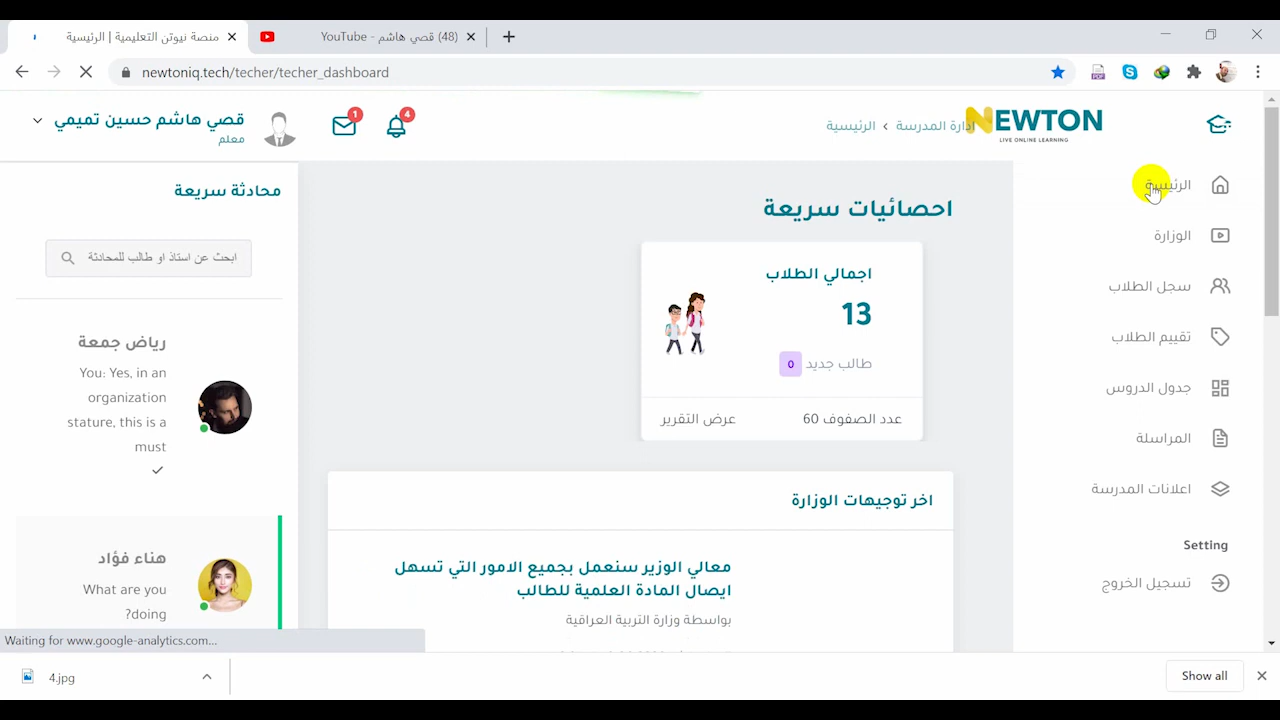 منصة نيوتن التعليمية | الرئيسية
(48) قصي هاشم - YouTube
newtoniq.tech/techer/techer_dashboard
NEWTON
LIVE ONLINE LEARNING
ادارة المدرسة › الرئيسية
4
1
قصي هاشم حسين تميمي
معلم
الرئيسة
الوزارة
سجل الطلاب
تقييم الطلاب
جدول الدروس
المراسلة
اعلانات المدرسة
Setting
تسجيل الخروج
احصائيات سريعة
اجمالي الطلاب
13
طالب جديد 0
عدد الصفوف 60
عرض التقرير
اخر توجيهات الوزارة
معالي الوزير سنعمل بجميع الامور التي تسهل
ايصال المادة العلمية للطالب
بواسطة وزارة التربية العراقية
محادثة سريعة
ابحث عن استاذ او طالب للمحادثة
رياض جمعة
You: Yes, in an
organization
stature, this is a
must
هناء فؤاد
What are you
?doing
Waiting for www.google-analytics.com...
4.jpg
Show all